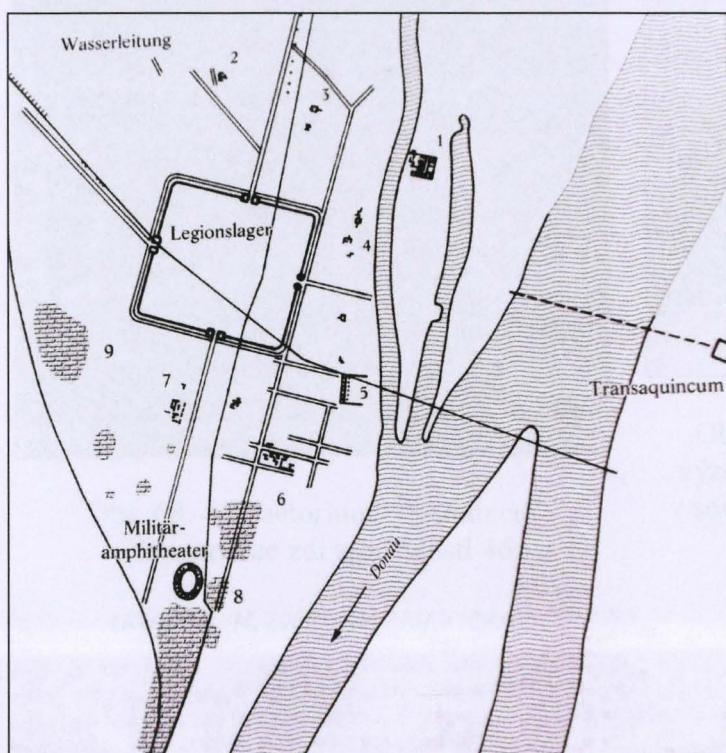 Wasserleitung
2
3
1
Legionslager
4
9
7
5
Transaquincum
6
Militär-
amphitheater
Donau
8